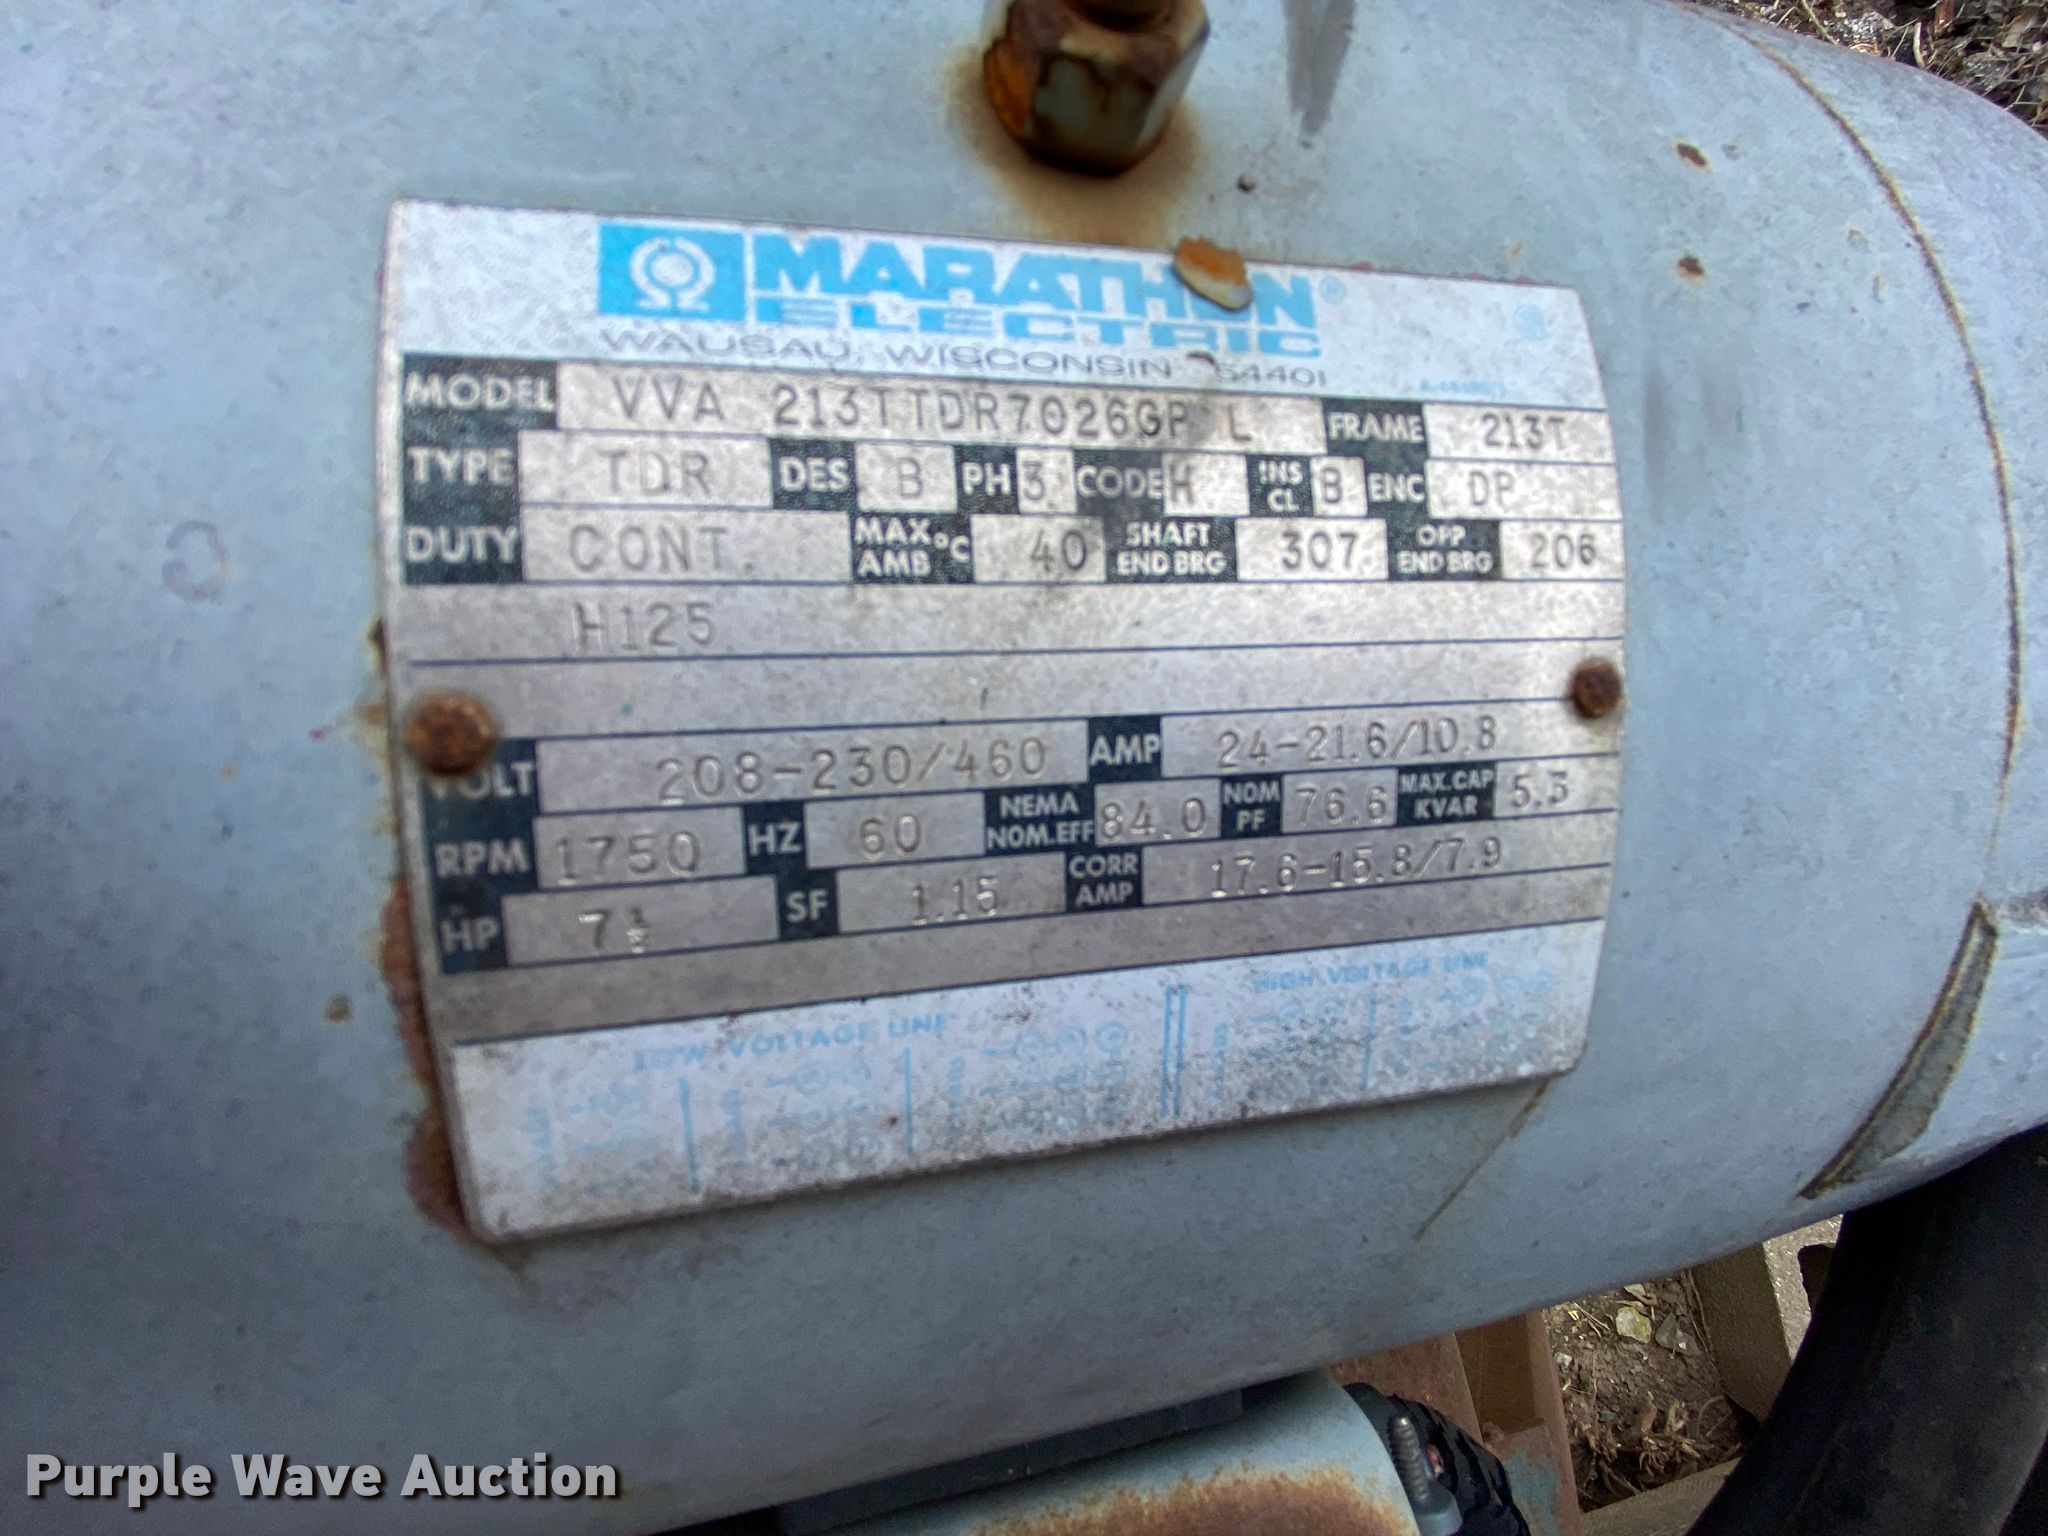 MARATHON
ELECTRIC
WAUSAU, WISCONSIN 54401
MODEL VVA 213TTDR7026GP L FRAME 213T
TYPE TDR DES B PH 3 CODE H INS CL B ENC DP
DUTY CONT. MAX °C AMB 40 SHAFT END BRG 307 OPP END BRG 206
H125
VOLT 208-230/460 AMP 24-21.6/10.8
RPM 1750 HZ 60 NEMA NOM. EFF 84.0 NOM PF 76.6 MAX. CAP KVAR 5.3
HP 7½ SF 1.15 CORR AMP 17.6-15.8/7.9
LOW VOLTAGE LINE HIGH VOLTAGE LINE
Purple Wave Auction